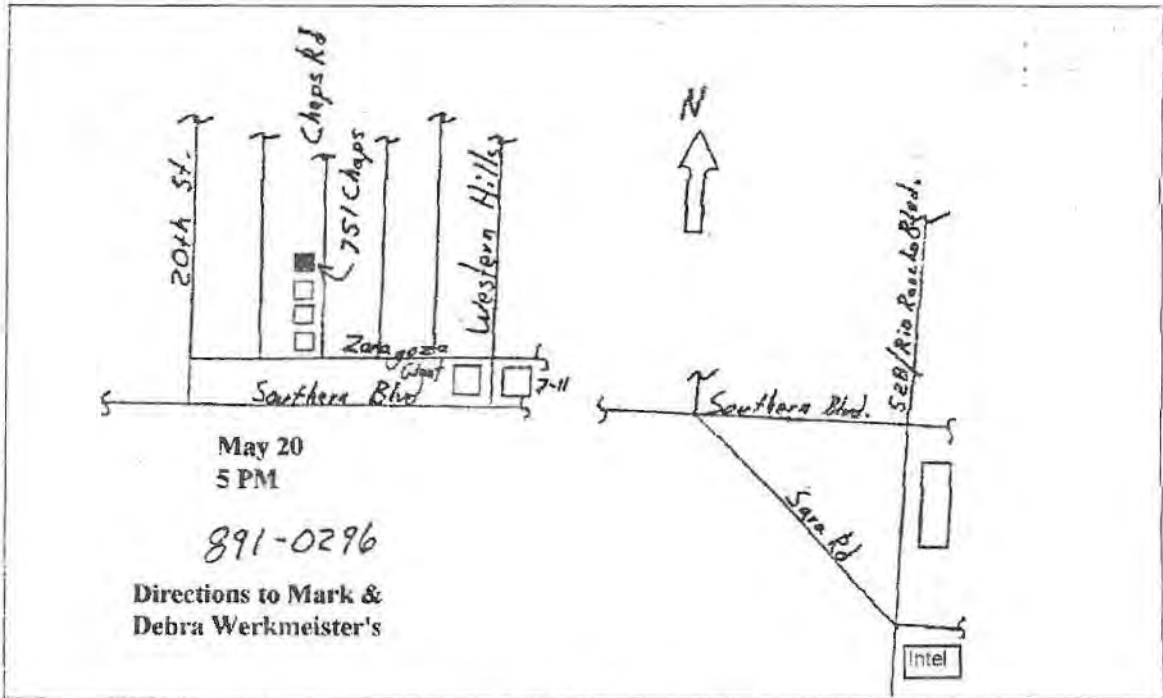 Chaps Rd
N
20th St.
751 Chaps
Western Hills
528/Rio Rancho Blvd.
Zaragoza
Giant
7-11
Southern Blvd
Southern Blvd.
May 20
5 PM
Sara Rd
891-0296
Directions to Mark &
Debra Werkmeister's
Intel